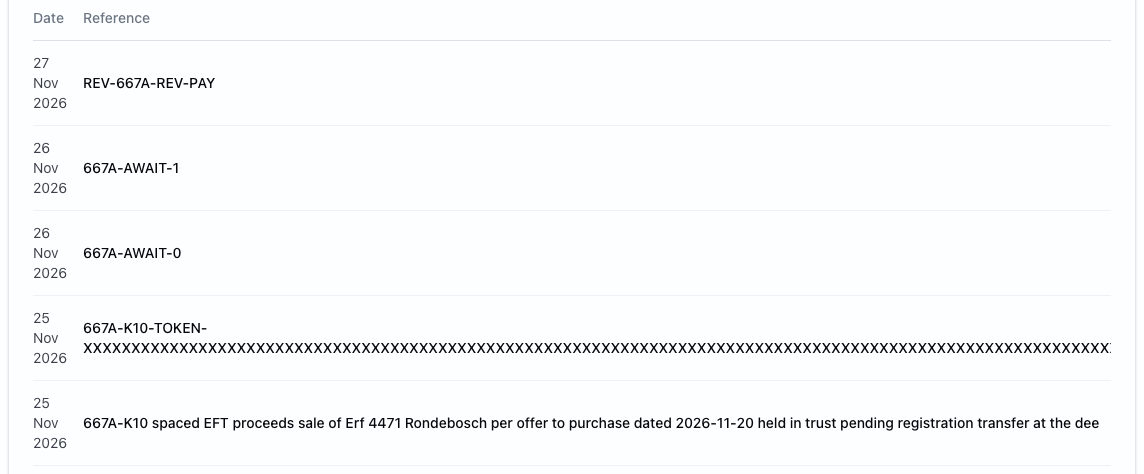 Date Reference
27
Nov
2026
REV-667A-REV-PAY
26
Nov
2026
667A-AWAIT-1
26
Nov
2026
667A-AWAIT-0
25
Nov
2026
667A-K10-TOKEN-
25
Nov
2026
667A-K10 spaced EFT proceeds sale of Erf 4471 Rondebosch per offer to purchase dated 2026-11-20 held in trust pending registration transfer at the dee